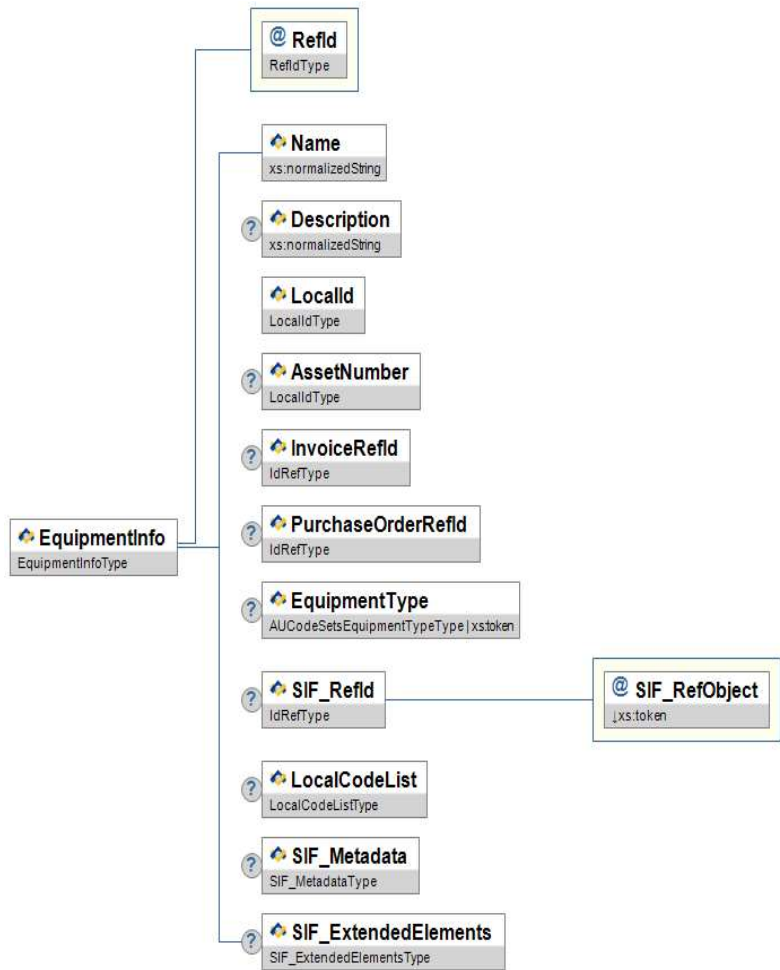 @ RefId
RefIdType
Name
xs:normalizedString
? Description
xs:normalizedString
LocalId
LocalIdType
? AssetNumber
LocalIdType
? InvoiceRefId
IdRefType
? PurchaseOrderRefId
IdRefType
EquipmentInfo
EquipmentInfoType
? EquipmentType
AUCodeSetsEquipmentTypeType|xs:token
? SIF_RefId
IdRefType
@ SIF_RefObject
↓xs:token
? LocalCodeList
LocalCodeListType
? SIF_Metadata
SIF_MetadataType
? SIF_ExtendedElements
SIF_ExtendedElementsType